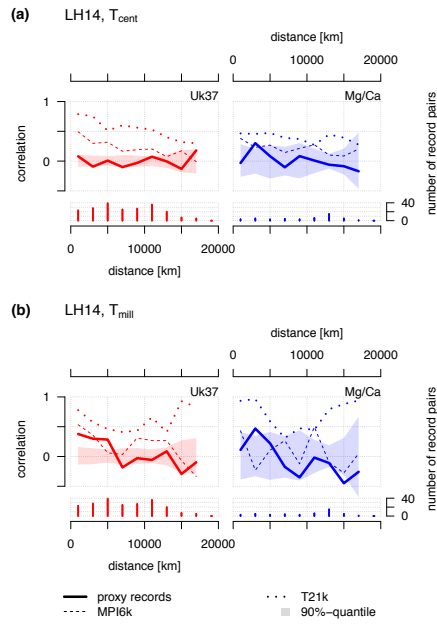 (a) LH14, Tcent
distance [km]
0 10000 20000
Uk37 Mg/Ca
correlation
1
0
number of record pairs
40
0
0 10000 20000
distance [km]
(b) LH14, Tmill
distance [km]
0 10000 20000
Uk37 Mg/Ca
correlation
1
0
number of record pairs
40
0
0 10000 20000
distance [km]
proxy records T21k
MPI6k 90%−quantile